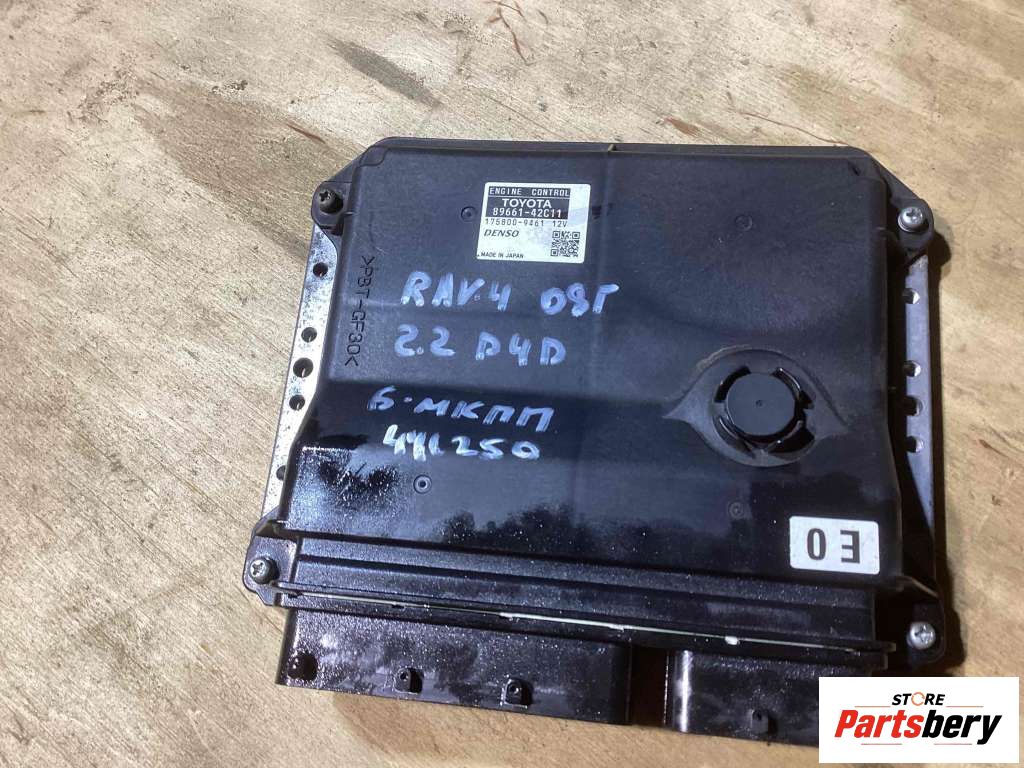 ENGINE CONTROL
TOYOTA
89661-42C11
175800-9461 12V
DENSO
MADE IN JAPAN
>PBT-GF30<
RAV.4 08Г
2.2 D4D
6-МКПП
441250
E0
STORE
Partsbery